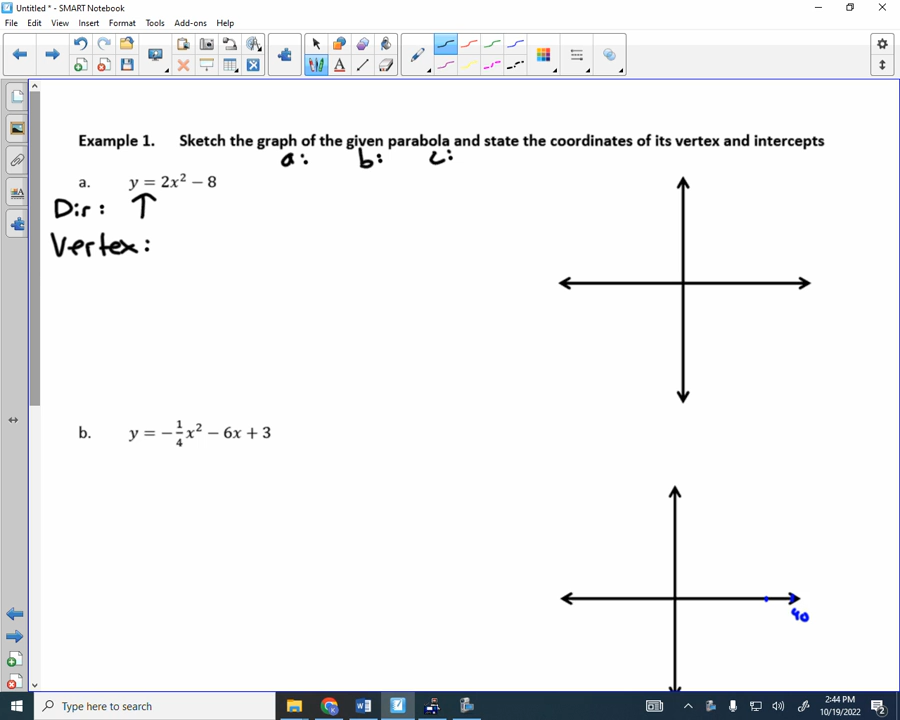 Untitled * - SMART Notebook
File Edit View Insert Format Tools Add-ons Help
Example 1. Sketch the graph of the given parabola and state the coordinates of its vertex and intercepts
a: b: c:
a. y = 2x² − 8
Dir: ↑
Vertex:
b. y = −1/4x² − 6x + 3
40
Type here to search
2:44 PM
10/19/2022
2